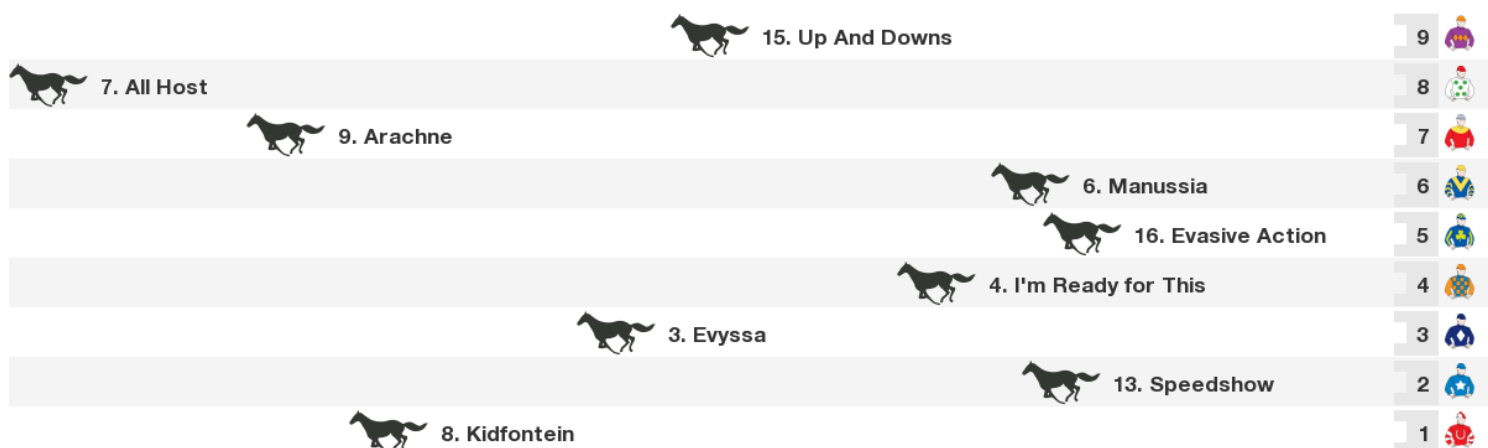 15. Up And Downs 9
7. All Host 8
9. Arachne 7
6. Manussia 6
16. Evasive Action 5
4. I'm Ready for This 4
3. Evyssa 3
13. Speedshow 2
8. Kidfontein 1